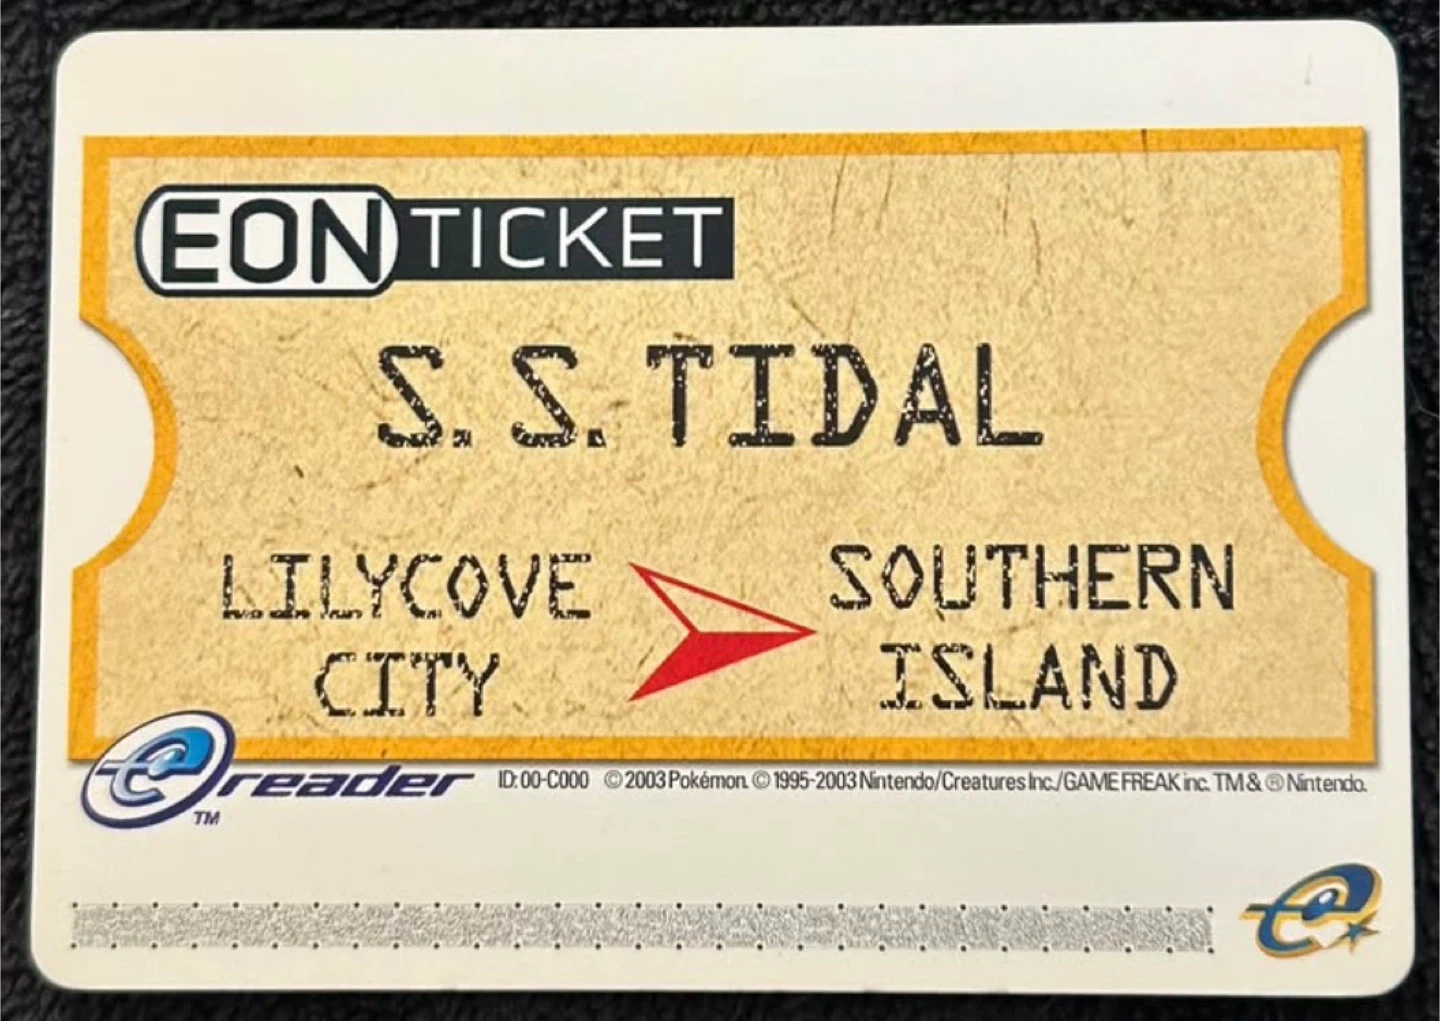 EON TICKET
S.S. TIDAL
LILYCOVE
CITY
SOUTHERN
ISLAND
e reader TM
ID: 00-C000 © 2003 Pokémon. © 1995-2003 Nintendo/Creatures Inc./GAME FREAK inc. TM & ® Nintendo.
e